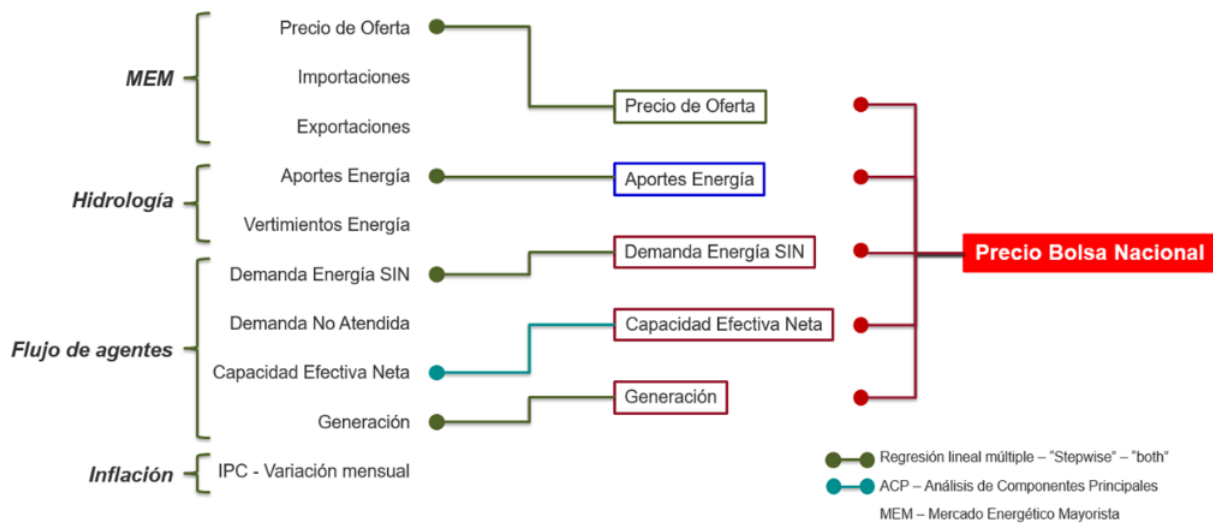 MEM
Precio de Oferta
Importaciones
Exportaciones
Hidrología
Aportes Energía
Vertimientos Energía
Flujo de agentes
Demanda Energía SIN
Demanda No Atendida
Capacidad Efectiva Neta
Generación
Inflación
IPC - Variación mensual
Precio de Oferta
Aportes Energía
Demanda Energía SIN
Capacidad Efectiva Neta
Generación
Precio Bolsa Nacional
Regresión lineal múltiple – "Stepwise" – "both"
ACP – Análisis de Componentes Principales
MEM – Mercado Energético Mayorista